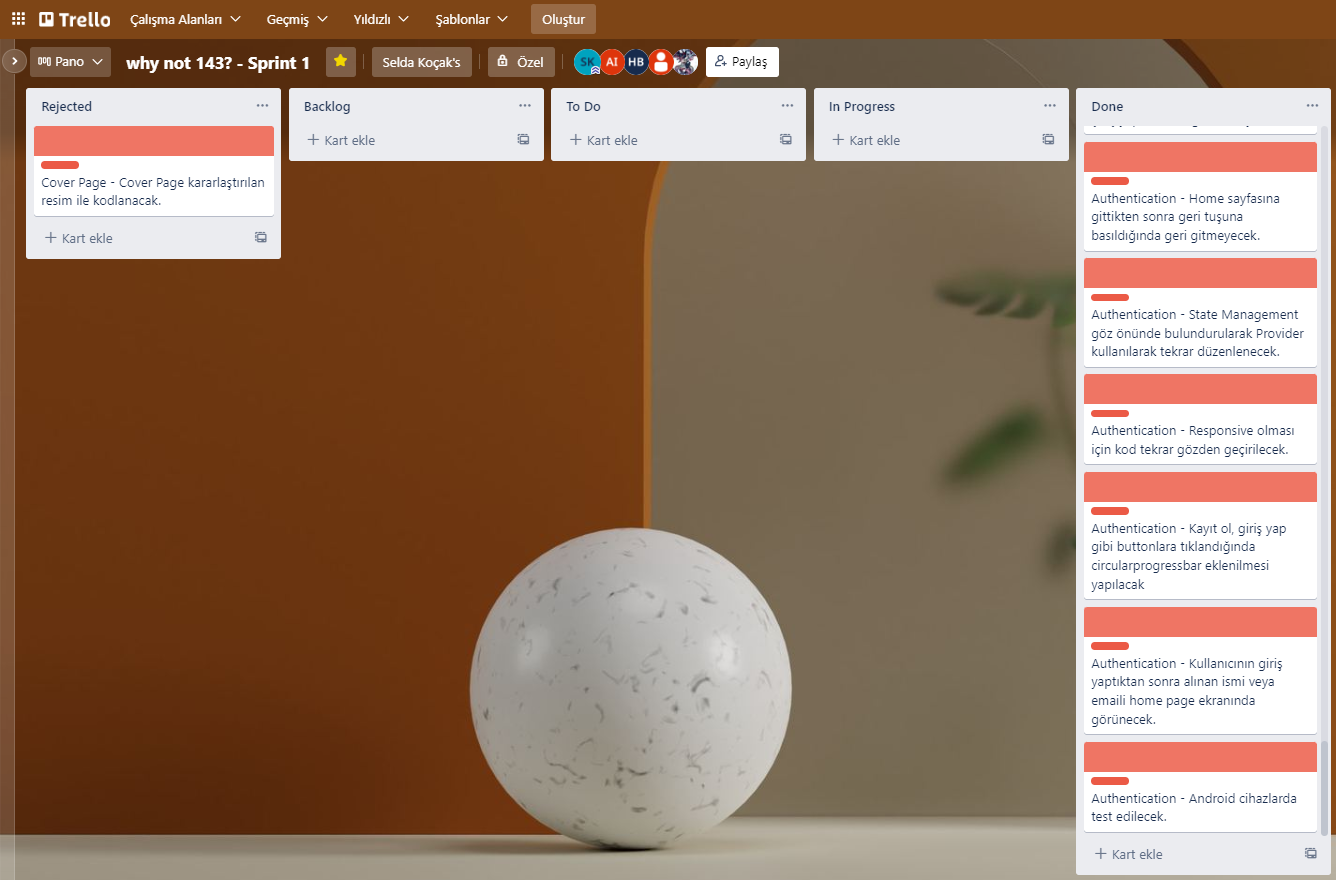 Trello
Çalışma Alanları
Geçmiş
Yıldızlı
Şablonlar
Oluştur
Pano
why not 143? - Sprint 1
Selda Koçak's
Özel
SK
AI
HB
Paylaş
Rejected
Cover Page - Cover Page kararlaştırılan
resim ile kodlanacak.
Kart ekle
Backlog
Kart ekle
To Do
Kart ekle
In Progress
Kart ekle
Done
Authentication - Home sayfasına
gittikten sonra geri tuşuna
basıldığında geri gitmeyecek.
Authentication - State Management
göz önünde bulundurularak Provider
kullanılarak tekrar düzenlenecek.
Authentication - Responsive olması
için kod tekrar gözden geçirilecek.
Authentication - Kayıt ol, giriş yap
gibi buttonlara tıklandığında
circularprogressbar eklenilmesi
yapılacak
Authentication - Kullanıcının giriş
yaptıktan sonra alınan ismi veya
emaili home page ekranında
görünecek.
Authentication - Android cihazlarda
test edilecek.
Kart ekle